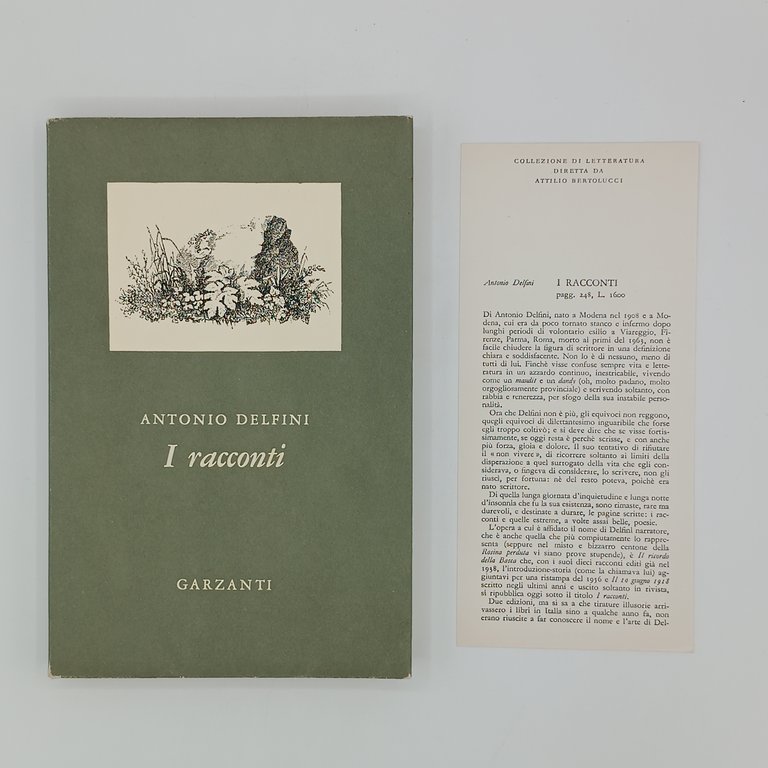 ANTONIO DELFINI
I racconti
GARZANTI
COLLEZIONE DI LETTERATURA
DIRETTA DA
ATTILIO BERTOLUCCI
Antonio Delfini I RACCONTI
pagg. 248, L. 1600
Di Antonio Delfini, nato a Modena nel 1908 e a Mo-
dena, cui era da poco tornato stanco e infermo dopo
lunghi periodi di volontario esilio a Viareggio, Fi-
renze, Parma, Roma, morto ai primi del 1963, non è
facile chiudere la figura di scrittore in una definizione
chiara e soddisfacente. Non lo è di nessuno, meno di
tutti di lui. Finché visse confuse sempre vita e lette-
ratura in un azzardo continuo, inestricabile, vivendo
come un maudit e un dandy (oh, molto padano, molto
orgogliosamente provinciale) e scrivendo soltanto, con
rabbia e tenerezza, per sfogo della sua instabile perso-
nalità.
Ora che Delfini non è più, gli equivoci non reggono,
quegli equivoci di dilettantesimo inguaribile che forse
egli troppo coltivò; e si deve dire che se visse fortis-
simamente, se oggi resta è perché scrisse, e con anche
più forza, gioia e dolore. Il suo tentativo di rifiutare
il « non vivere », di ricorrere soltanto ai limiti della
disperazione a quel surrogato della vita che egli con-
siderava, o fingeva di considerare, lo scrivere, non gli
riuscì, per fortuna: nè del resto poteva, poichè era
nato scrittore.
Di quella lunga giornata d'inquietudine e lunga notte
d'insonnia che fu la sua esistenza, sono rimaste, rare ma
durevoli, e destinate a durare, le pagine scritte: i rac-
conti e quelle estreme, a volte assai belle, poesie.
L'opera a cui è affidato il nome di Delfini narratore,
che è anche quella che più compiutamente lo rappre-
senta (seppure nel misto e bizzarro centone della
Rosina perduta vi siano prove stupende), è Il ricordo
della Basca che, con i suoi dieci racconti editi già nel
1938, l'introduzione-storia (come la chiamava lui) ag-
giuntavi per una ristampa del 1956 e Il 10 giugno 1918
scritto negli ultimi anni e uscito soltanto in rivista,
si ripubblica oggi sotto il titolo I racconti.
Due edizioni, ma si sa a che tirature illusorie arri-
vassero i libri in Italia sino a qualche anno fa, non
erano riuscite a far conoscere il nome e l'arte di Del-